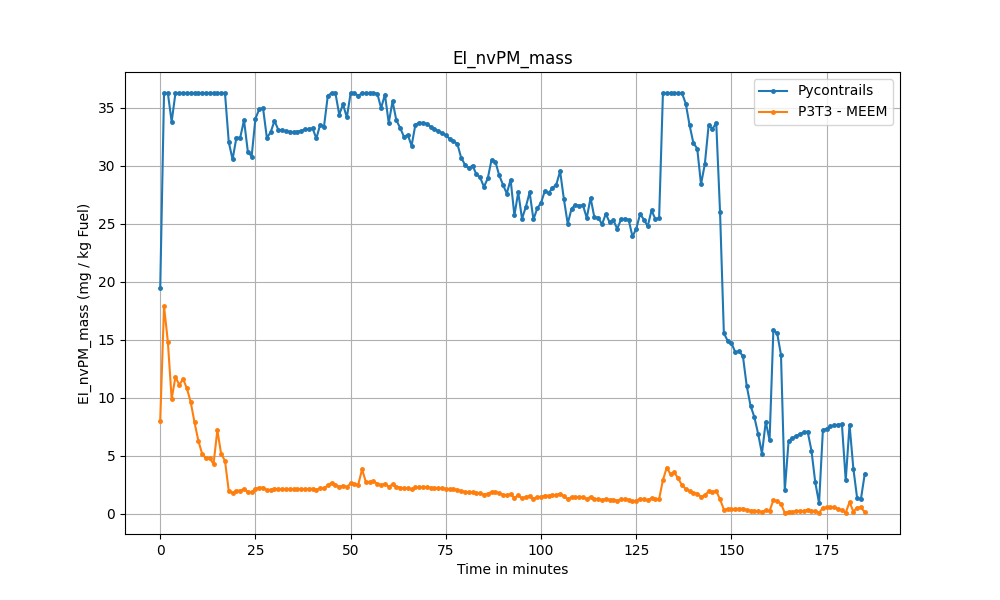 EI_nvPM_mass
Pycontrails
P3T3 - MEEM
EI_nvPM_mass (mg / kg Fuel)
35
30
25
20
15
10
5
0
0 25 50 75 100 125 150 175
Time in minutes